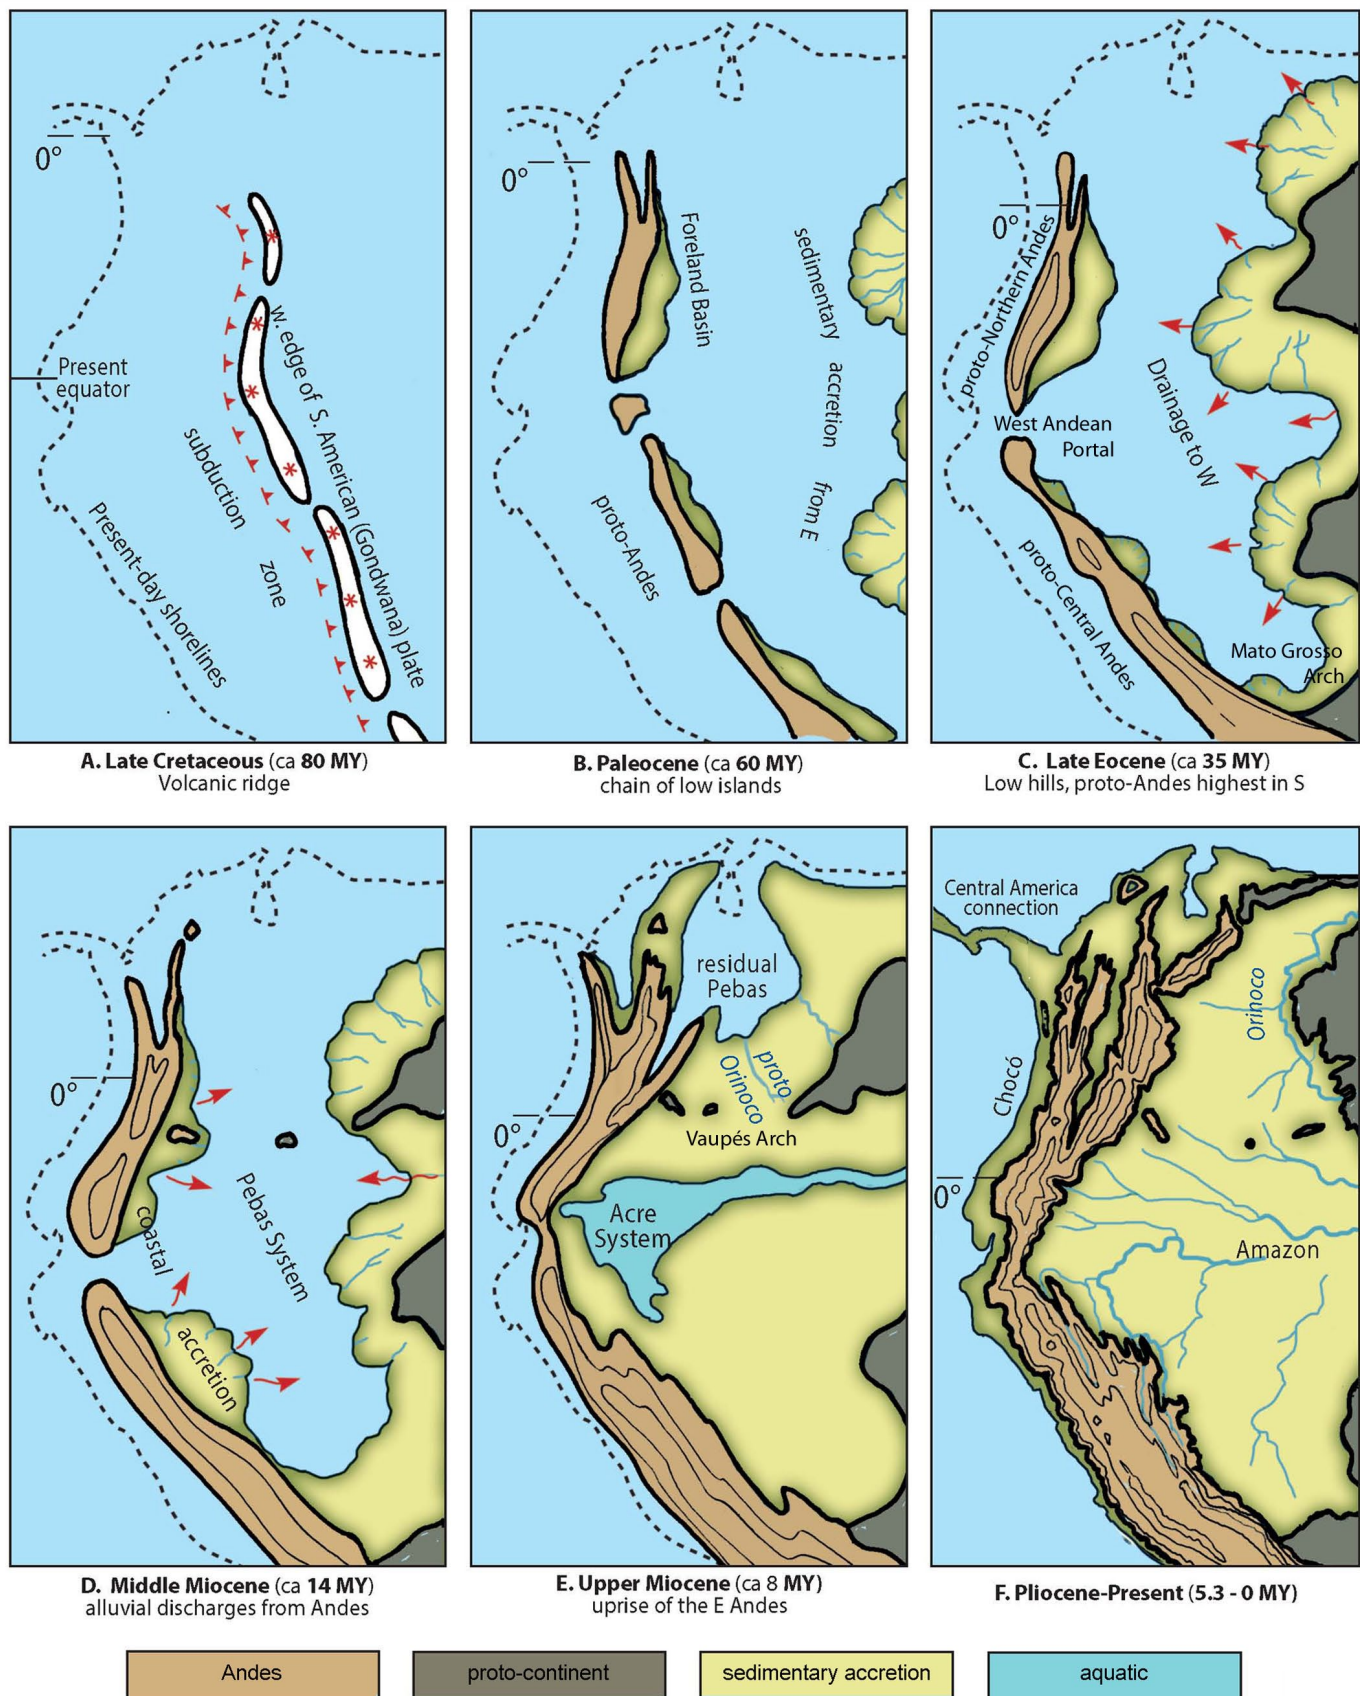 0°
Present
equator
W. edge of S. American (Gondwana) plate
subduction zone
Present-day shorelines
A. Late Cretaceous (ca 80 MY)
Volcanic ridge
0°
Foreland Basin
sedimentary accretion from E
proto-Andes
B. Paleocene (ca 60 MY)
chain of low islands
0°
proto-Northern Andes
West Andean
Portal
Drainage to W
proto-Central Andes
Mato Grosso
Arch
C. Late Eocene (ca 35 MY)
Low hills, proto-Andes highest in S
0°
coastal
accretion
Pebas System
D. Middle Miocene (ca 14 MY)
alluvial discharges from Andes
residual
Pebas
proto
Orinoco
0°
Vaupés Arch
Acre
System
E. Upper Miocene (ca 8 MY)
uprise of the E Andes
Central America
connection
Orinoco
Chocó
0°
Amazon
F. Pliocene-Present (5.3 - 0 MY)
Andes
proto-continent
sedimentary accretion
aquatic